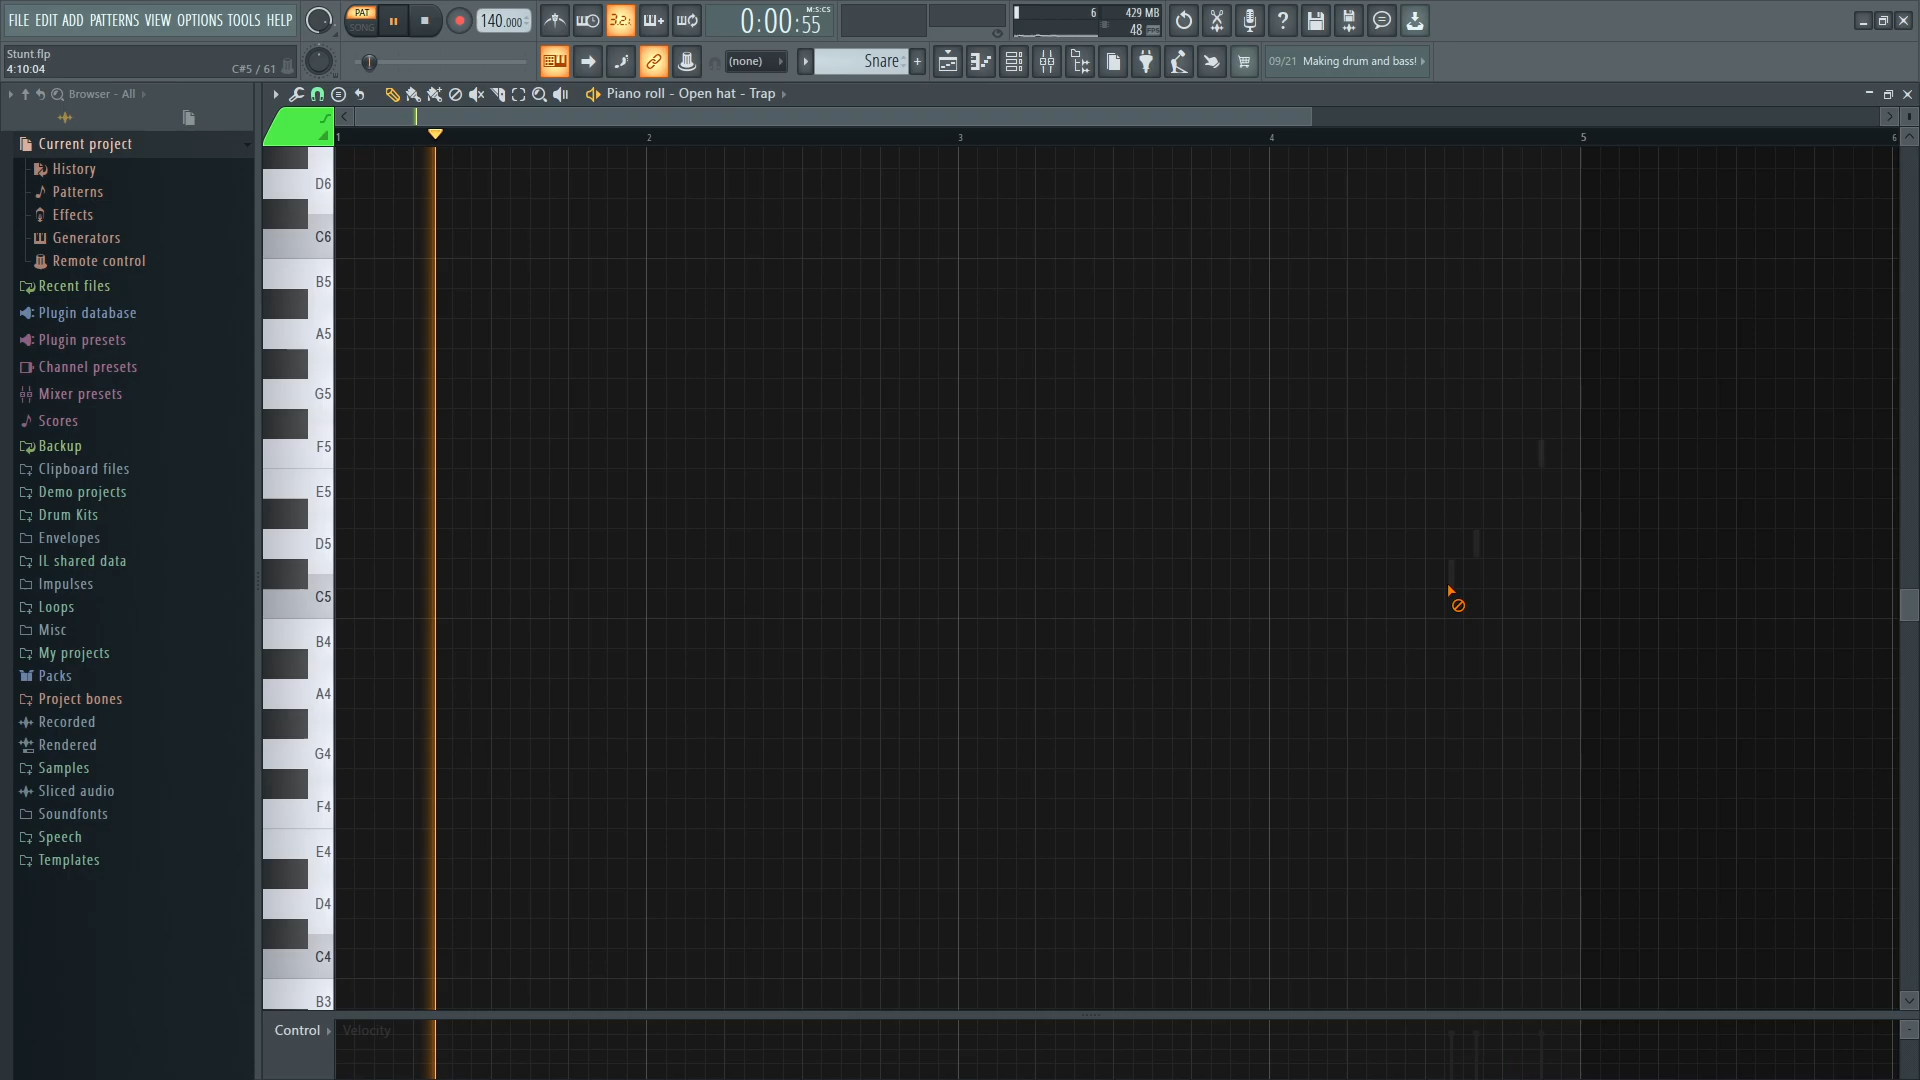 FILE EDIT ADD PATTERNS VIEW OPTIONS TOOLS HELP
PAT
SONG
140.000
3.2.
0:00:55
M:S:CS
6
429 MB
48
Stunt.flp
4:10:04
C#5 / 61
(none)
Snare
+
09/21 Making drum and bass!
Browser - All
Piano roll - Open hat - Trap
Current project
History
Patterns
Effects
Generators
Remote control
Recent files
Plugin database
Plugin presets
Channel presets
Mixer presets
Scores
Backup
Clipboard files
Demo projects
Drum Kits
Envelopes
IL shared data
Impulses
Loops
Misc
My projects
Packs
Project bones
Recorded
Rendered
Samples
Sliced audio
Soundfonts
Speech
Templates
1
2
3
4
5
6
D6
C6
B5
A5
G5
F5
E5
D5
C5
B4
A4
G4
F4
E4
D4
C4
B3
Control
Velocity